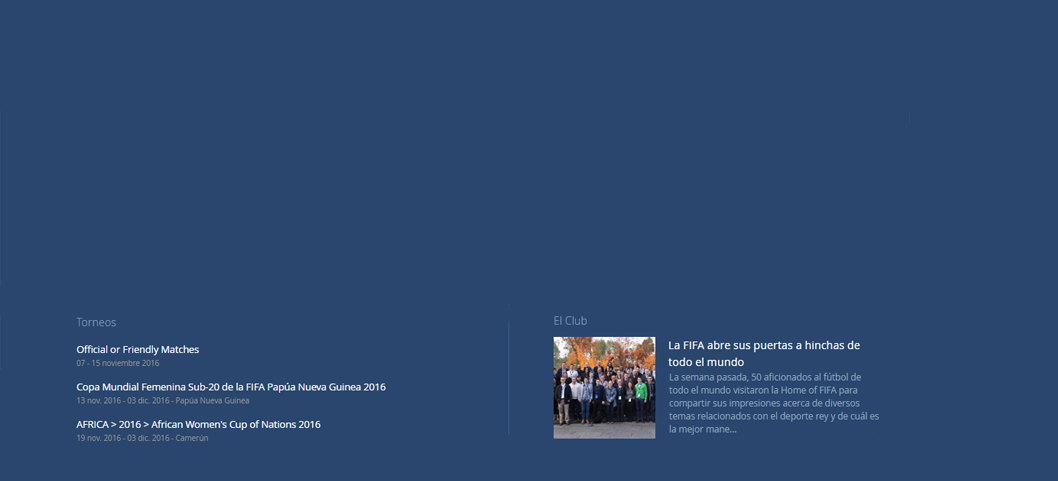 Torneos
Official or Friendly Matches
07 - 15 noviembre 2016
Copa Mundial Femenina Sub-20 de la FIFA Papúa Nueva Guinea 2016
13 nov. 2016 - 03 dic. 2016 - Papúa Nueva Guinea
AFRICA > 2016 > African Women's Cup of Nations 2016
19 nov. 2016 - 03 dic. 2016 - Camerún
El Club
La FIFA abre sus puertas a hinchas de
todo el mundo
La semana pasada, 50 aficionados al fútbol de
todo el mundo visitaron la Home of FIFA para
compartir sus impresiones acerca de diversos
temas relacionados con el deporte rey y de cuál es
la mejor mane...